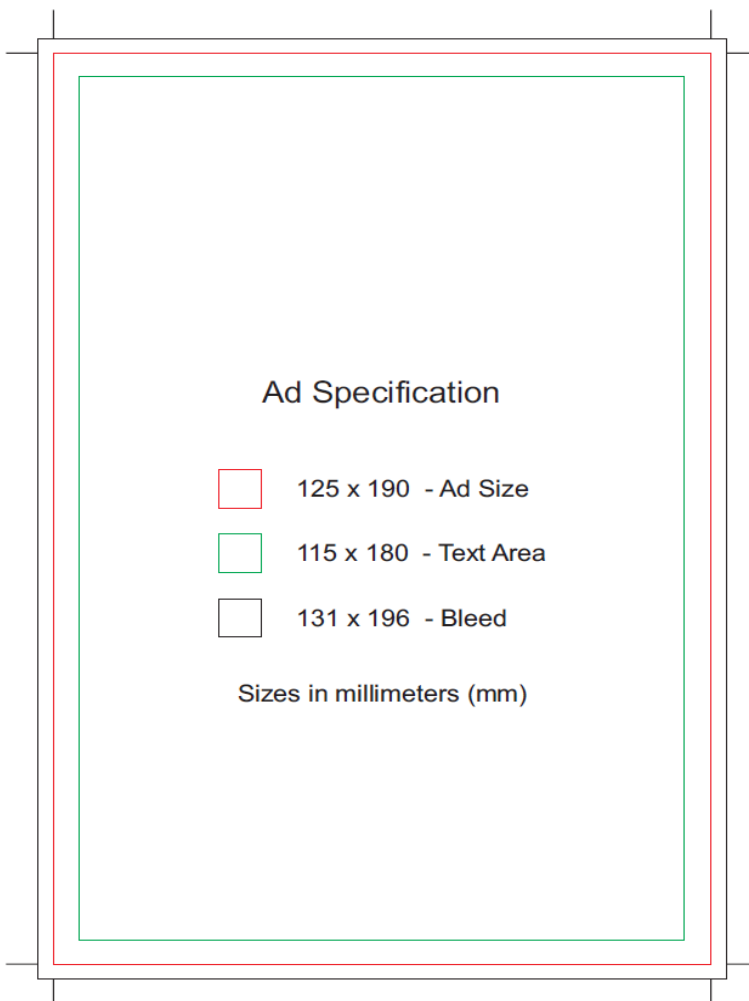 Ad Specification
125 x 190 - Ad Size
115 x 180 - Text Area
131 x 196 - Bleed
Sizes in millimeters (mm)